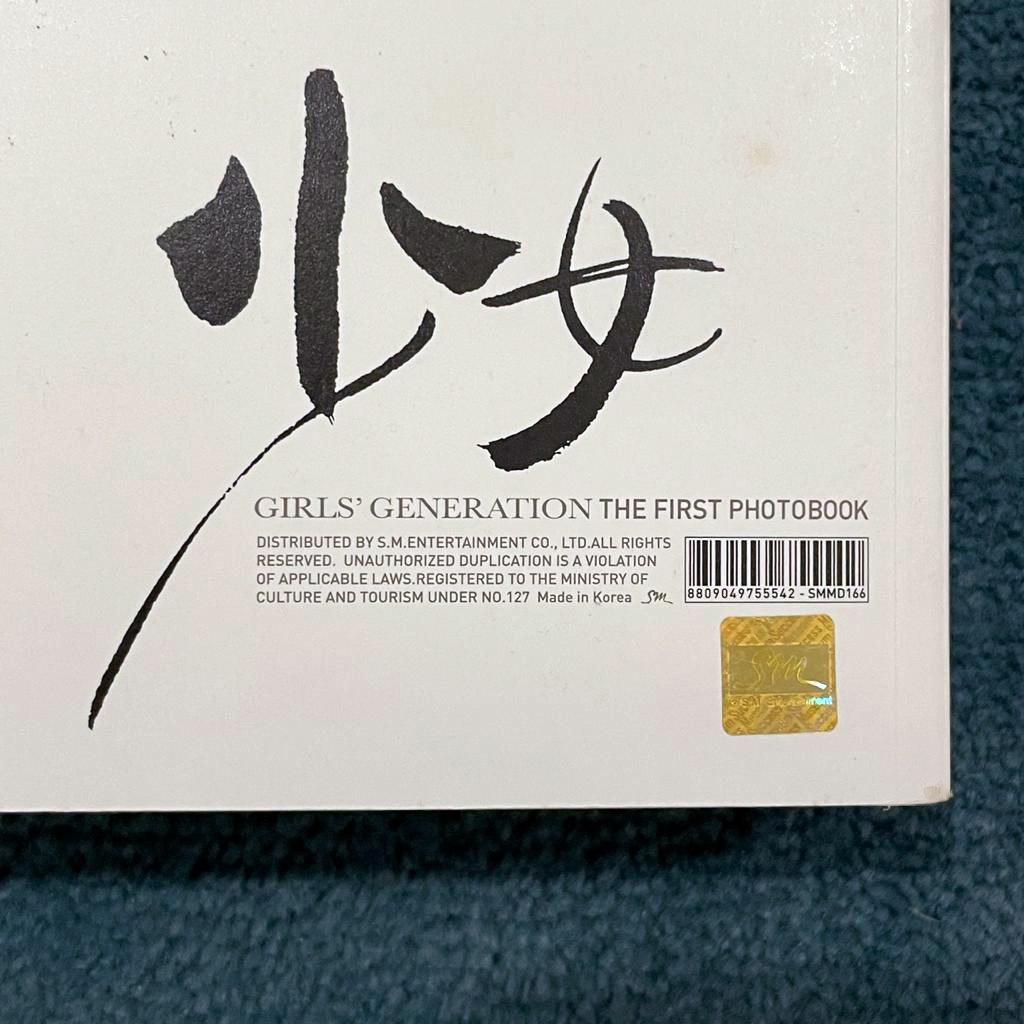 少女
GIRLS' GENERATION THE FIRST PHOTOBOOK
DISTRIBUTED BY S.M.ENTERTAINMENT CO., LTD.ALL RIGHTS
RESERVED. UNAUTHORIZED DUPLICATION IS A VIOLATION
OF APPLICABLE LAWS.REGISTERED TO THE MINISTRY OF
CULTURE AND TOURISM UNDER NO.127 Made in Korea Sm
8809049755542 - SMMD166
Sm